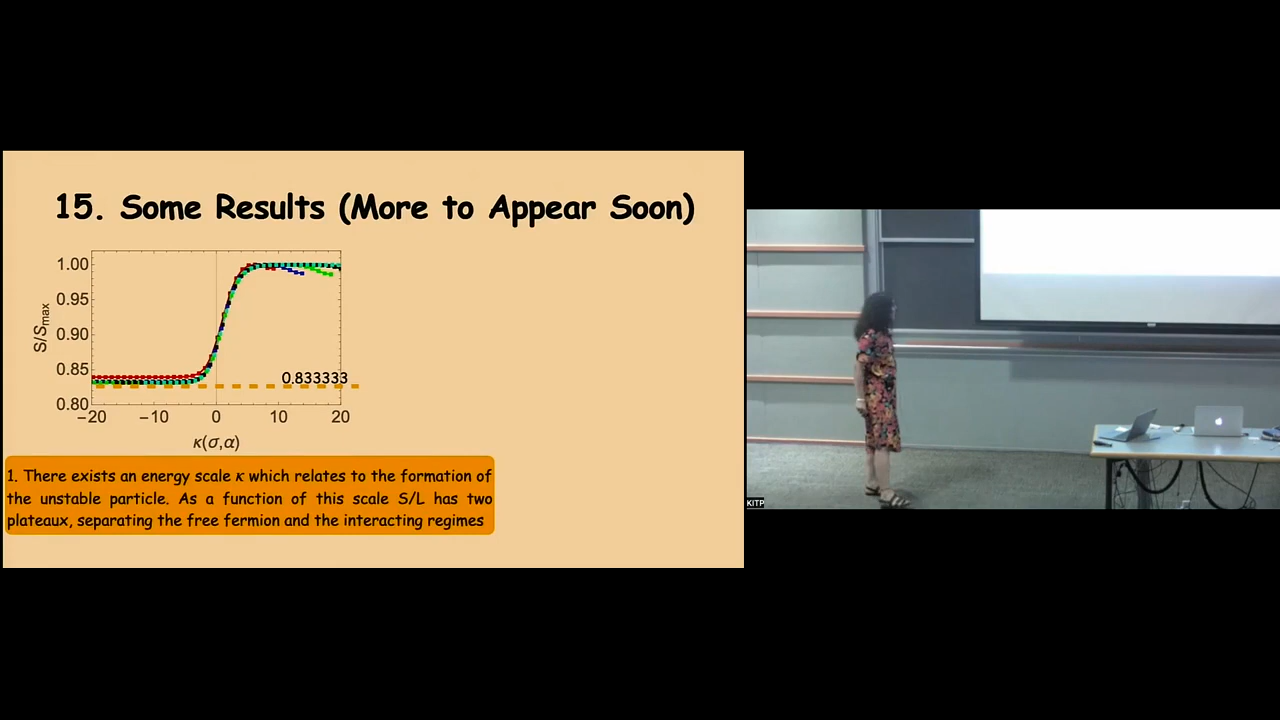 15. Some Results (More to Appear Soon)
1.00
0.95
0.90
0.85
0.80
S/Smax
0.833333
−20 −10 0 10 20
κ(σ,α)
1. There exists an energy scale κ which relates to the formation of
the unstable particle. As a function of this scale S/L has two
plateaux, separating the free fermion and the interacting regimes
KITP